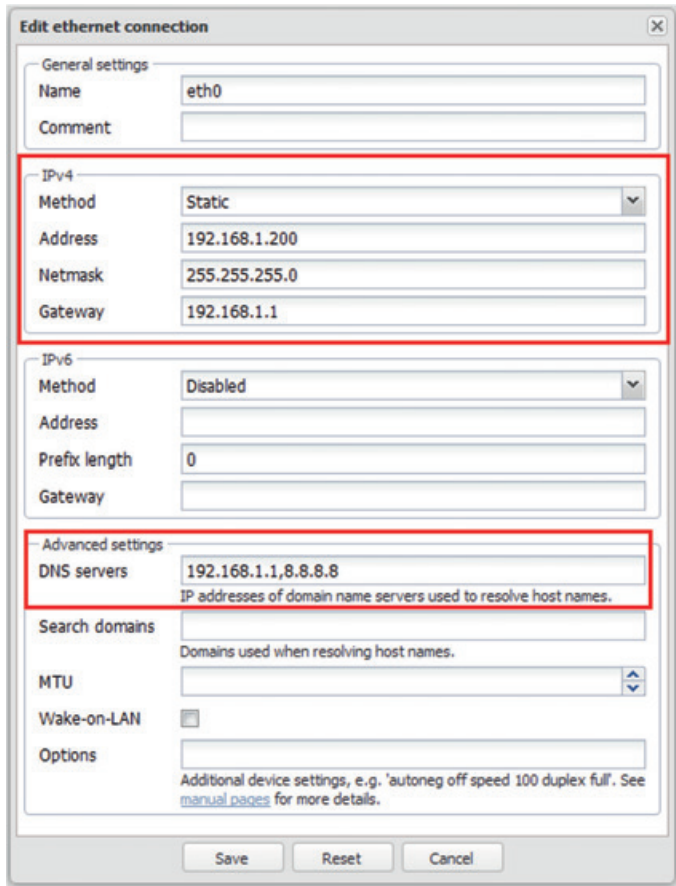 Edit ethernet connection
General settings
Name eth0
Comment
IPv4
Method Static
Address 192.168.1.200
Netmask 255.255.255.0
Gateway 192.168.1.1
IPv6
Method Disabled
Address
Prefix length 0
Gateway
Advanced settings
DNS servers 192.168.1.1,8.8.8.8
IP addresses of domain name servers used to resolve host names.
Search domains
Domains used when resolving host names.
MTU
Wake-on-LAN
Options
Additional device settings, e.g. 'autoneg off speed 100 duplex full'. See
manual pages for more details.
Save Reset Cancel